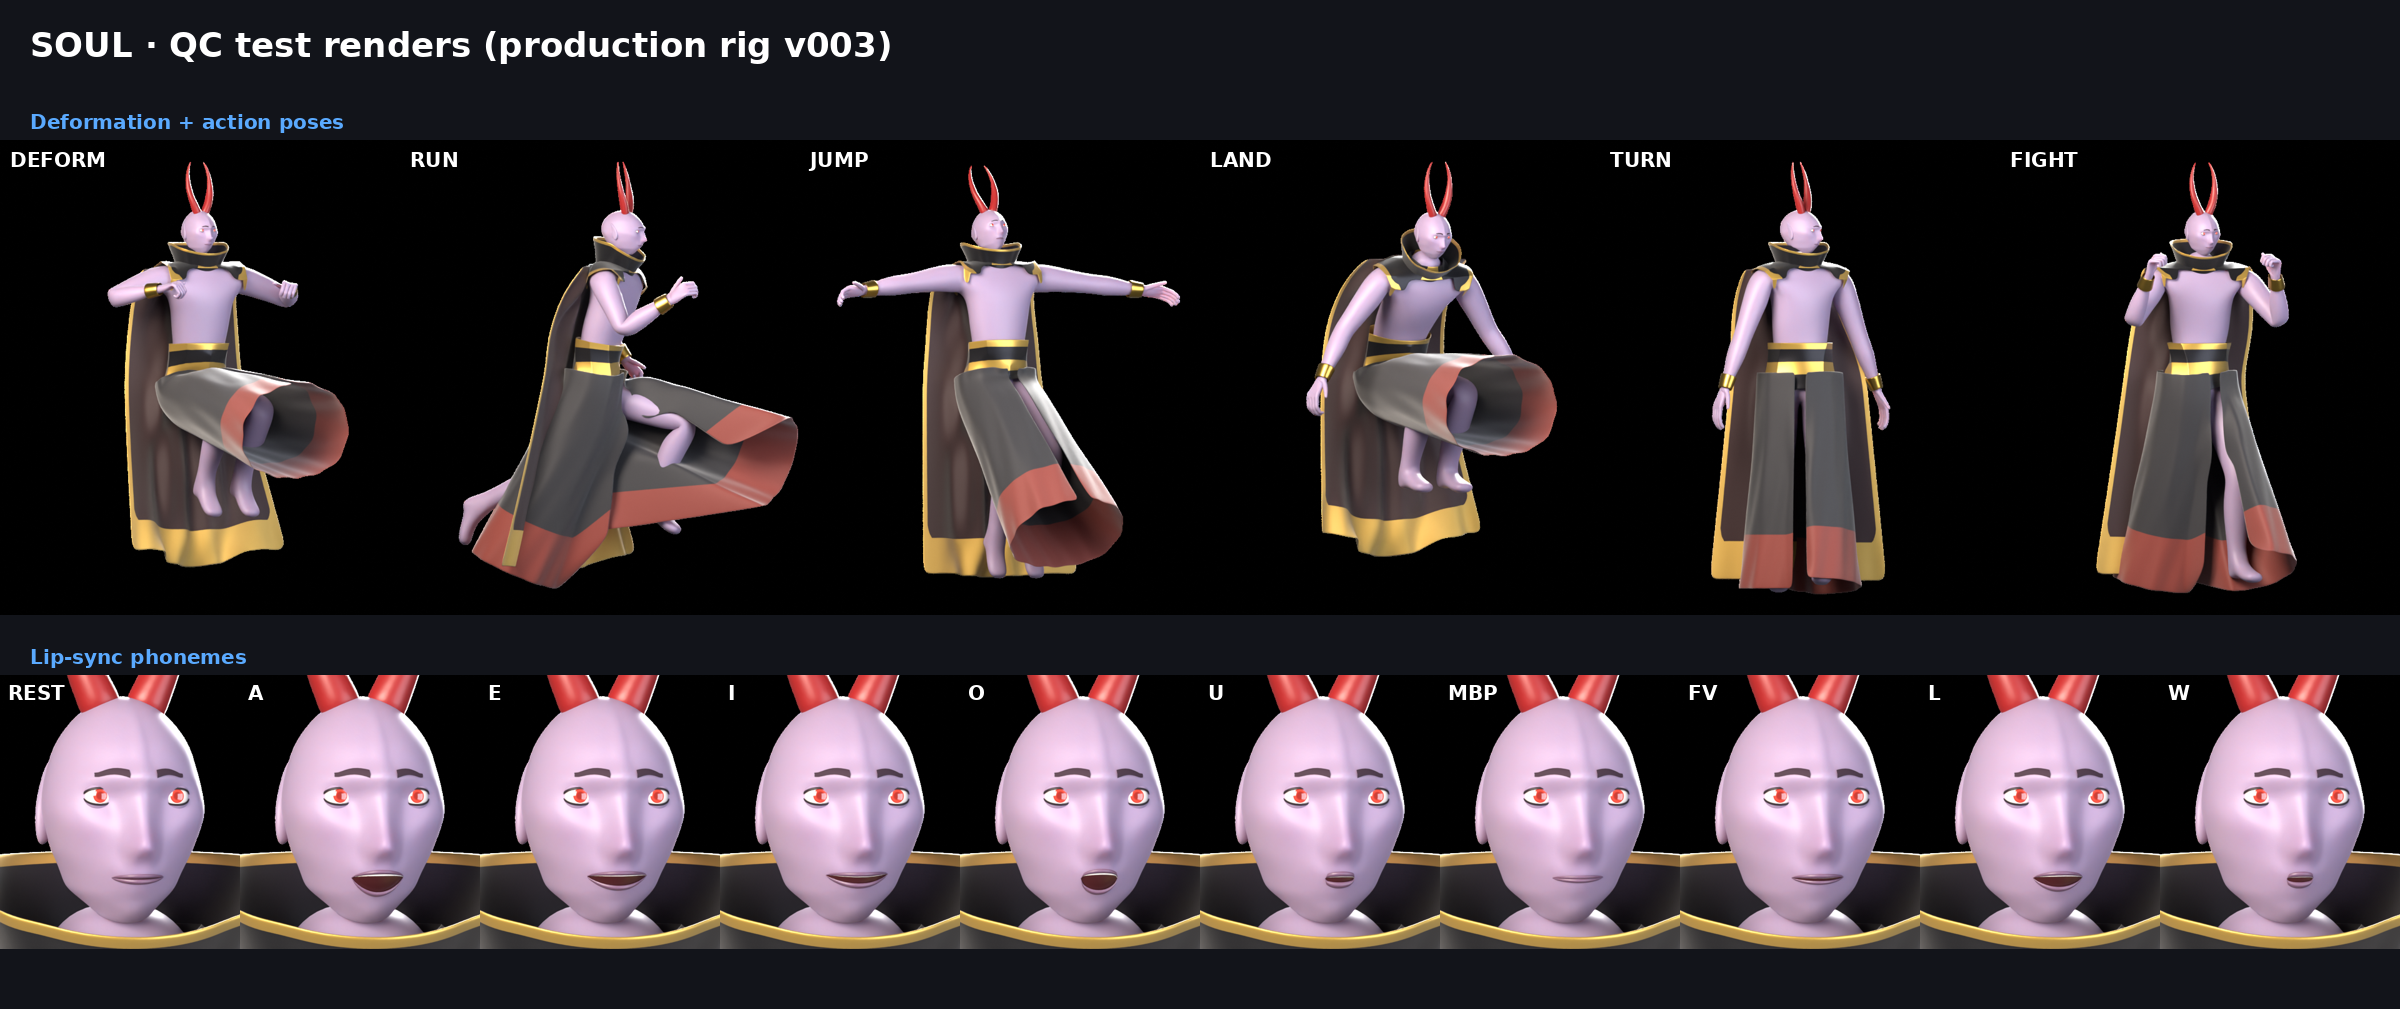 SOUL · QC test renders (production rig v003)
Deformation + action poses
DEFORM RUN JUMP LAND TURN FIGHT
Lip-sync phonemes
REST A E I O U MBP FV L W